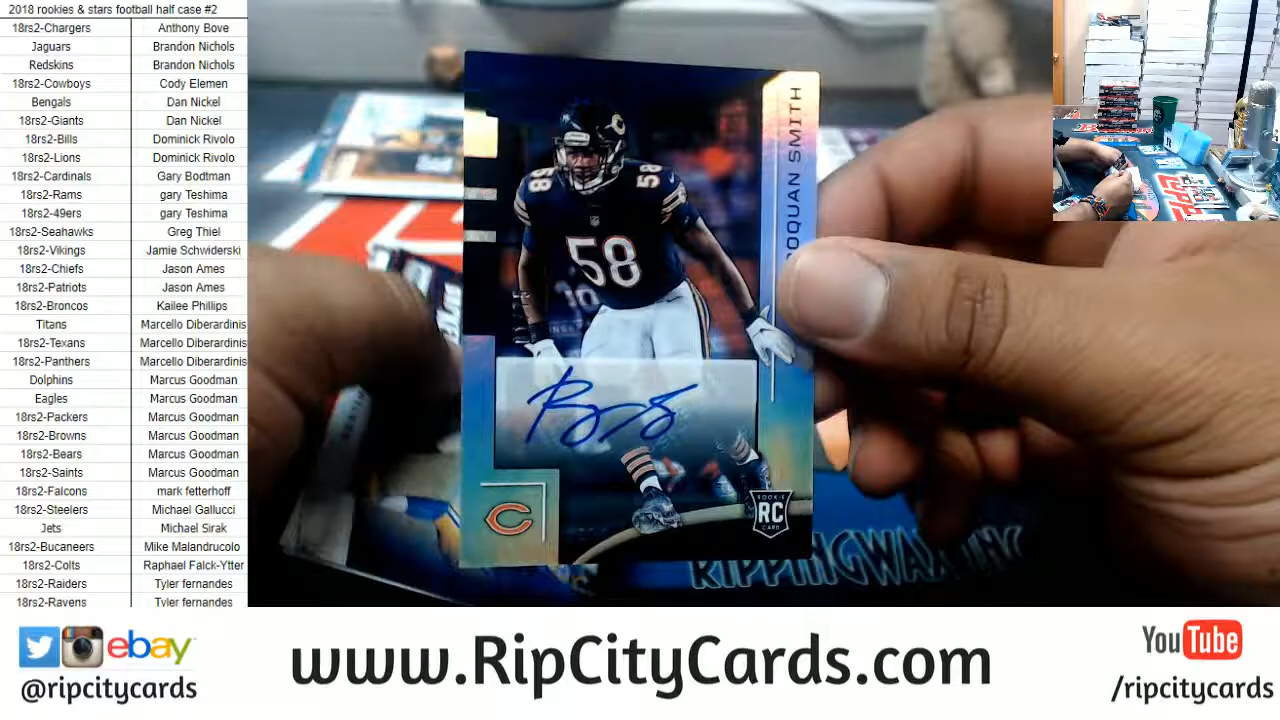 2018 rookies & stars football half case #2
18rs2-Chargers Anthony Bove
Jaguars Brandon Nichols
Redskins Brandon Nichols
18rs2-Cowboys Cody Elemen
Bengals Dan Nickel
18rs2-Giants Dan Nickel
18rs2-Bills Dominick Rivolo
18rs2-Lions Dominick Rivolo
18rs2-Cardinals Gary Bodtman
18rs2-Rams gary Teshima
18rs2-49ers gary Teshima
18rs2-Seahawks Greg Thiel
18rs2-Vikings Jamie Schwiderski
18rs2-Chiefs Jason Ames
18rs2-Patriots Jason Ames
18rs2-Broncos Kailee Phillips
Titans Marcello Diberardinis
18rs2-Texans Marcello Diberardinis
18rs2-Panthers Marcello Diberardinis
Dolphins Marcus Goodman
Eagles Marcus Goodman
18rs2-Packers Marcus Goodman
18rs2-Browns Marcus Goodman
18rs2-Bears Marcus Goodman
18rs2-Saints Marcus Goodman
18rs2-Falcons mark fetterhoff
18rs2-Steelers Michael Gallucci
Jets Michael Sirak
18rs2-Bucaneers Mike Malandrucolo
18rs2-Colts Raphael Falck-Ytter
18rs2-Raiders Tyler fernandes
18rs2-Ravens Tyler fernandes
OQUAN SMITH
58
58
58
C
ROOKIE
RC
CARD
RIPPINGWAX
ebay
@ripcitycards
www.RipCityCards.com
YouTube
/ripcitycards